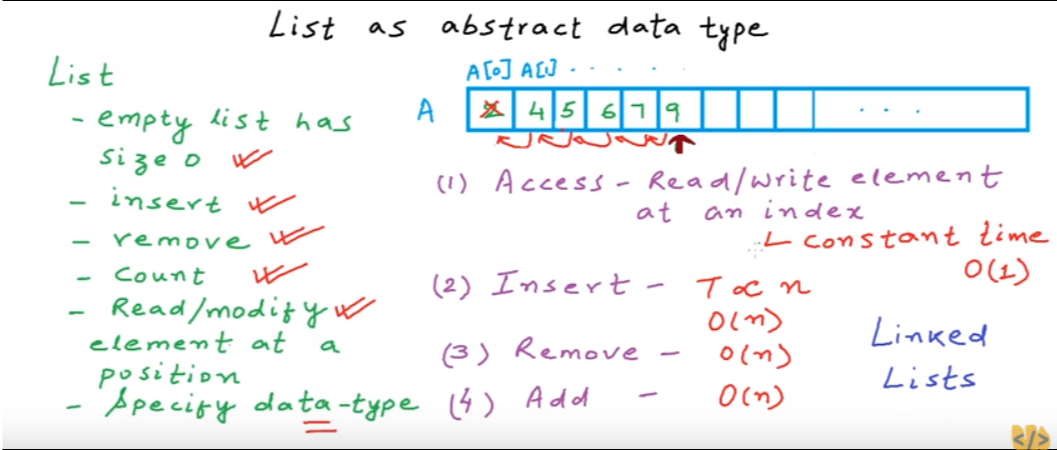 List as abstract data type
List
- empty list has
size 0
- insert
- remove
- count
- Read/modify
element at a
position
- specify data-type
A[0] A[1] . . . . .
A
2 4 5 6 7 9 . . .
(1) Access - Read/write element
at an index
constant time
O(1)
(2) Insert - T ∝ n
O(n)
(3) Remove - O(n)
(4) Add - O(n)
Linked
Lists
</>